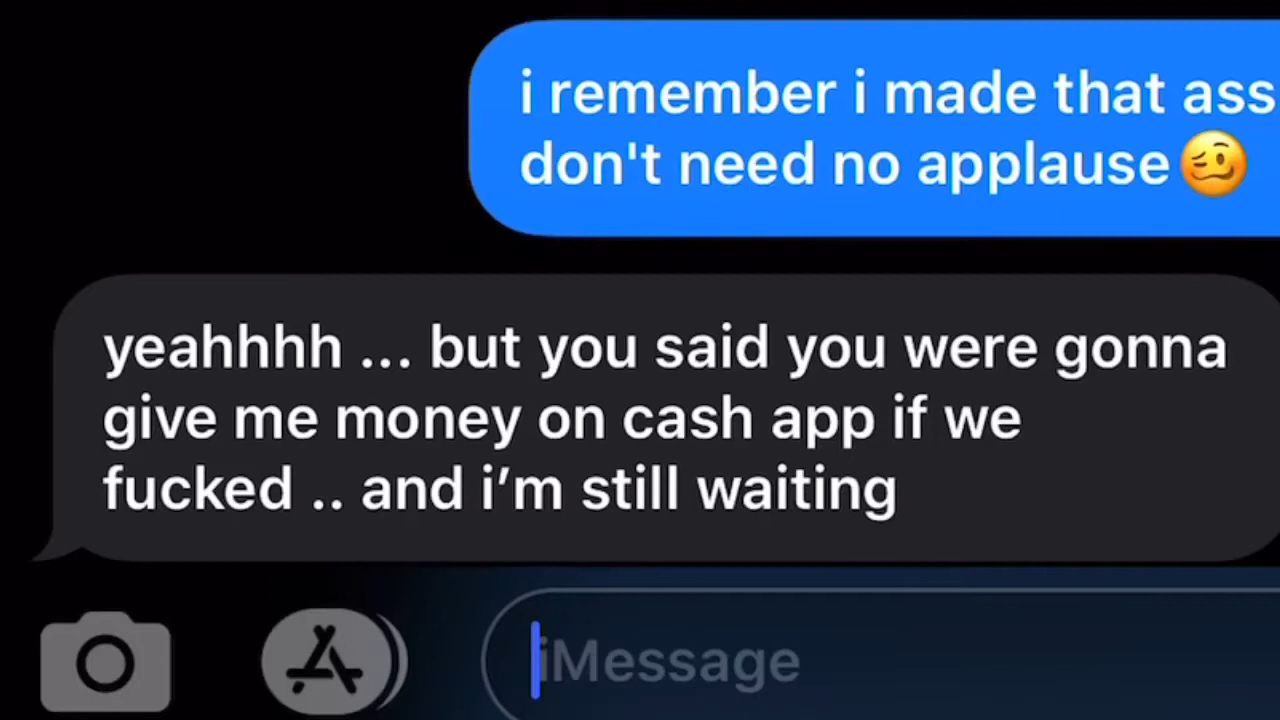 i remember i made that ass
don't need no applause🥴
yeahhhh ... but you said you were gonna
give me money on cash app if we
fucked .. and i’m still waiting
iMessage